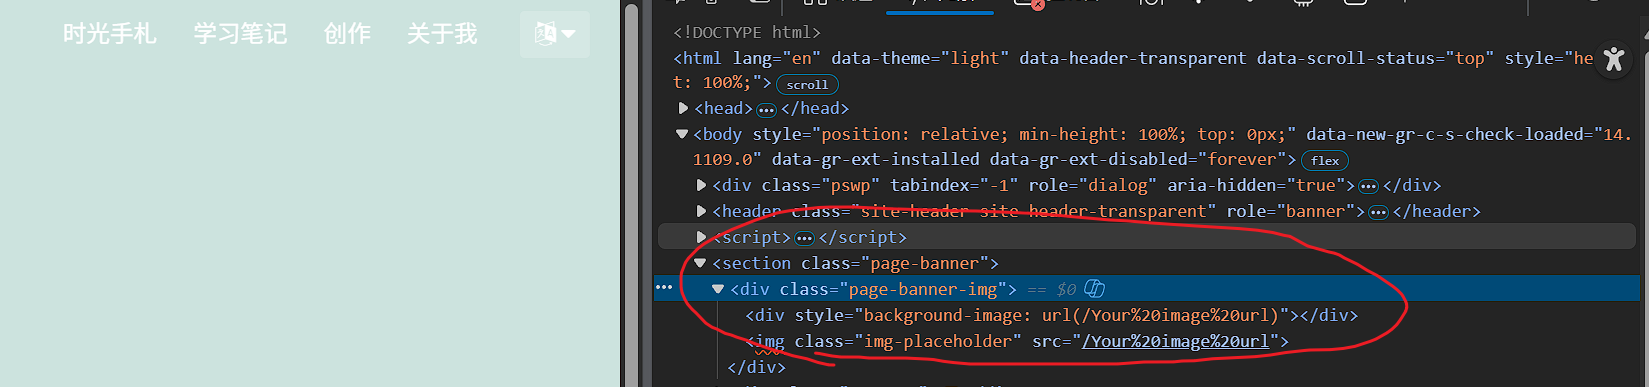 时光手札 学习笔记 创作 关于我
<!DOCTYPE html>
<html lang="en" data-theme="light" data-header-transparent data-scroll-status="top" style="he
t: 100%;"> scroll
<head> ••• </head>
<body style="position: relative; min-height: 100%; top: 0px;" data-new-gr-c-s-check-loaded="14.
1109.0" data-gr-ext-installed data-gr-ext-disabled="forever"> flex
<div class="pswp" tabindex="-1" role="dialog" aria-hidden="true"> ••• </div>
<header class="site-header site-header-transparent" role="banner"> ••• </header>
<script> ••• </script>
<section class="page-banner">
••• <div class="page-banner-img"> == $0
<div style="background-image: url(/Your%20image%20url)"></div>
<img class="img-placeholder" src="/Your%20image%20url">
</div>